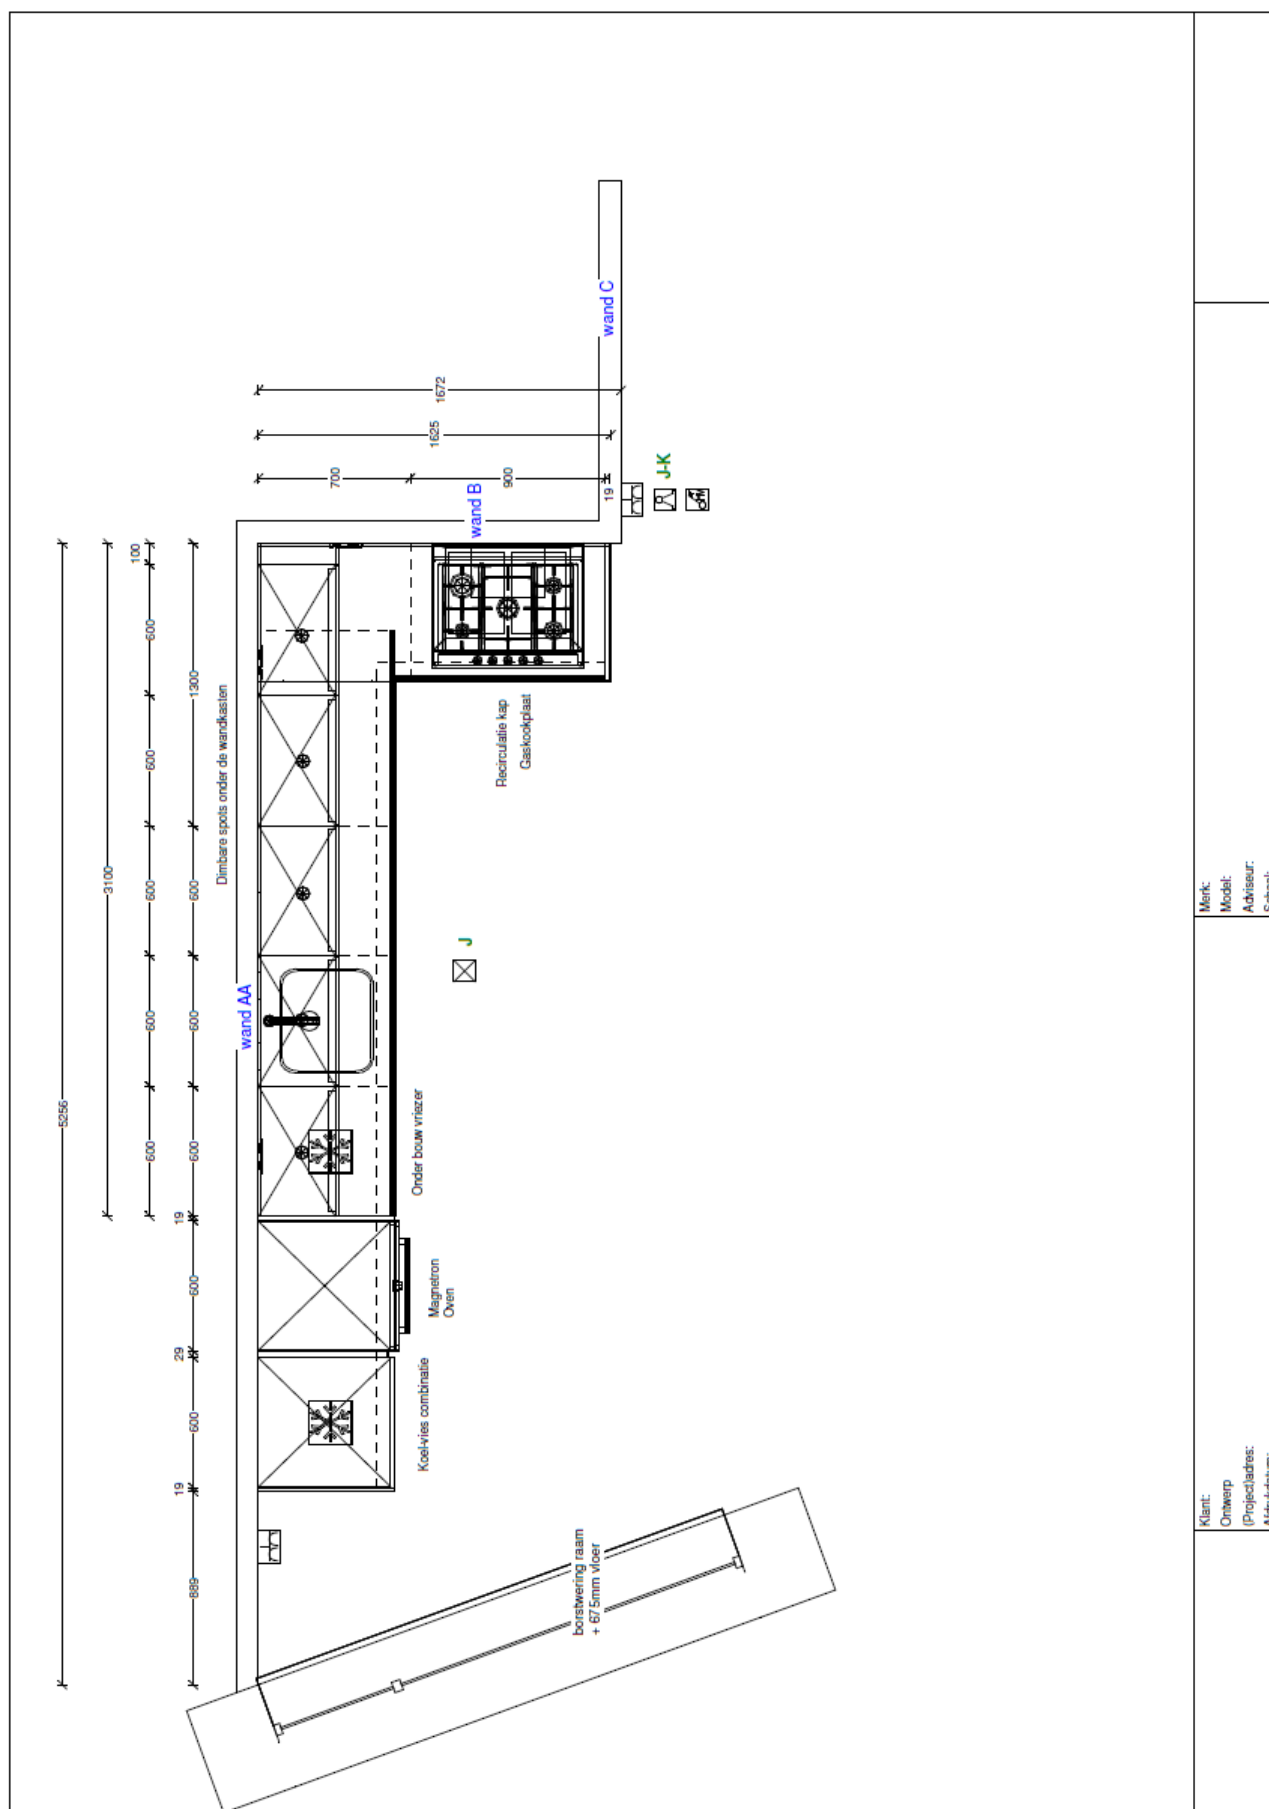 wand C
1672
1625
700
900
19
wand B
J-K
100
600
600
600
600
600
3100
5256
1300
600
600
600
19
600
29
600
19
889
Dimbare spots onder de wandkasten
wand AA
Recirculatie kap
Gaskookplaat
J
Onder bouw vriezer
Magnetron
Oven
Koel-vies combinatie
borstwering raam
+ 675mm vloer
Merk:
Model:
Adviseur:
Klant:
Ontwerp
(Project)adres: